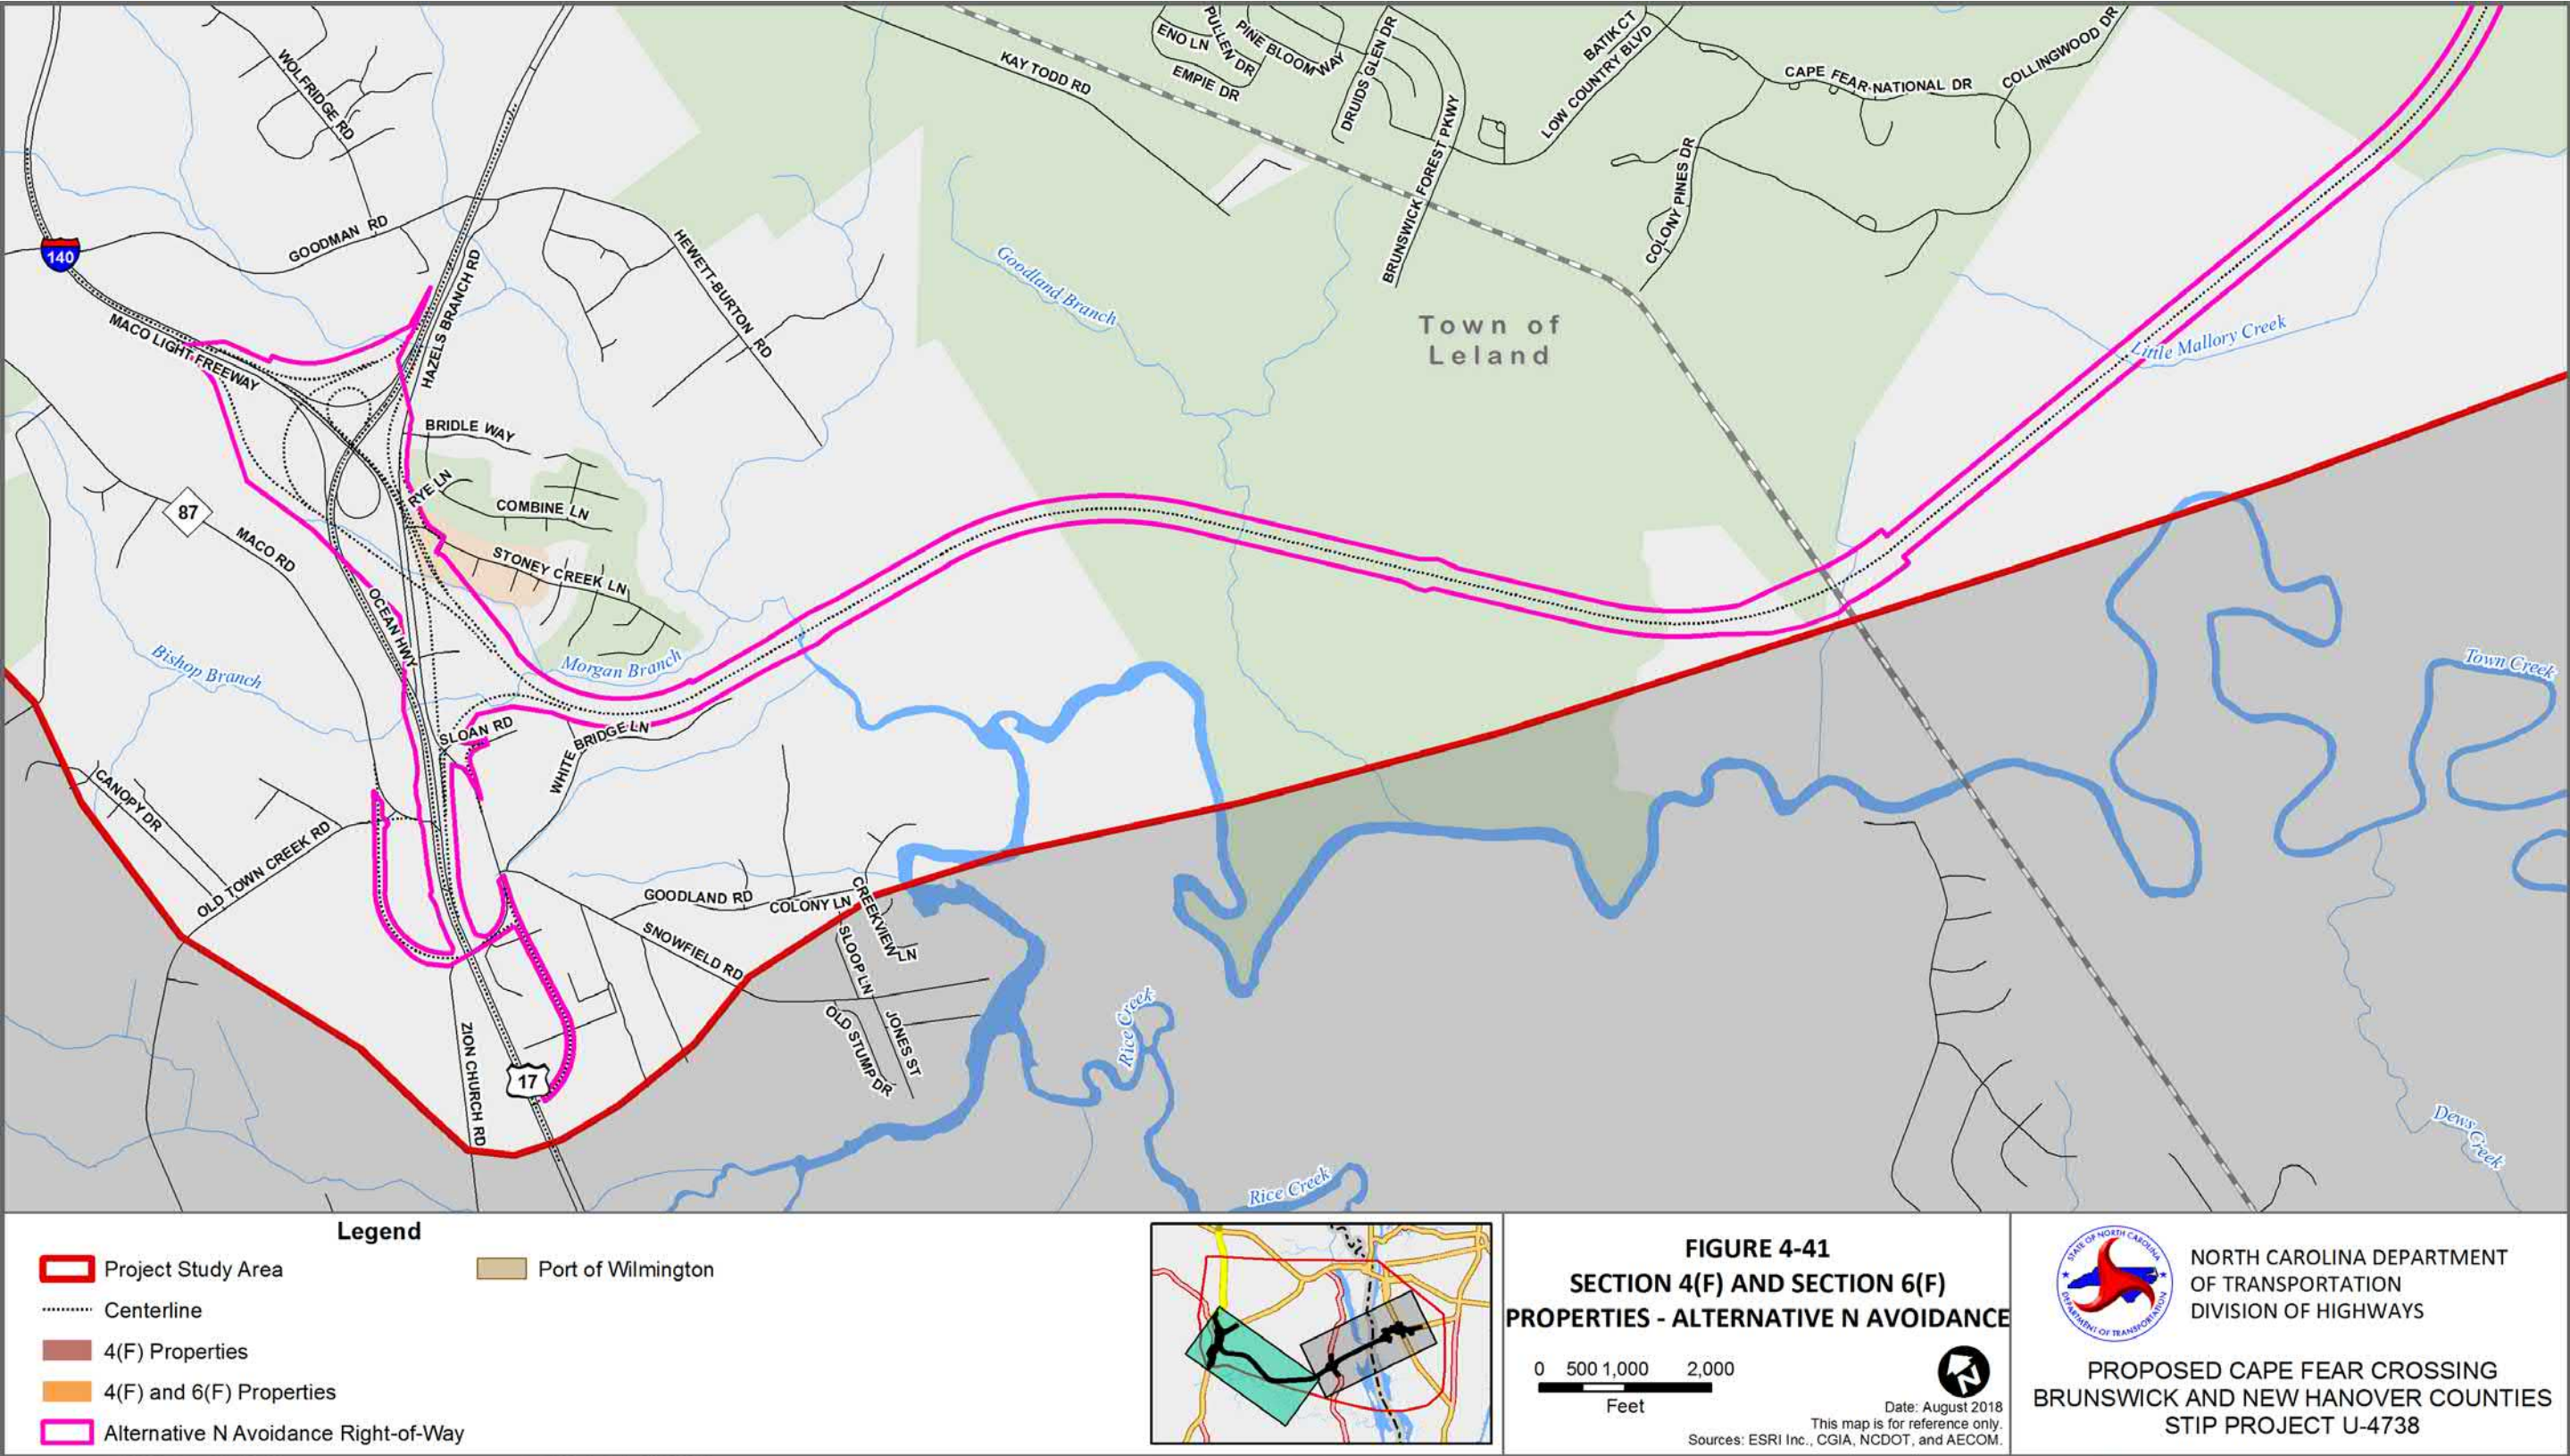 WOLFRIDGE RD
KAY TODD RD
ENO LN
PULLEN DR
PINE BLOOM WAY
EMPIE DR
DRUIDS GLEN DR
BRUNSWICK FOREST PKWY
BATIK CT
LOW COUNTRY BLVD
CAPE FEAR NATIONAL DR
COLLINGWOOD DR
COLONY PINES DR
140
GOODMAN RD
HAZELS BRANCH RD
HEWETT-BURTON RD
Goodland Branch
Town of
Leland
Little Mallory Creek
MACO LIGHT FREEWAY
BRIDLE WAY
RYE LN
COMBINE LN
87
MACO RD
STONEY CREEK LN
OCEAN HWY
Bishop Branch
Morgan Branch
Town Creek
SLOAN RD
WHITE BRIDGE LN
CANOPY DR
OLD TOWN CREEK RD
GOODLAND RD
COLONY LN
CREEKVIEW LN
SNOWFIELD RD
SLOOP LN
OLD STUMP DR
JONES ST
Rice Creek
ZION CHURCH RD
17
Rice Creek
Dews Creek
Legend
Project Study Area
Centerline
4(F) Properties
4(F) and 6(F) Properties
Alternative N Avoidance Right-of-Way
Port of Wilmington
FIGURE 4-41
SECTION 4(F) AND SECTION 6(F)
PROPERTIES - ALTERNATIVE N AVOIDANCE
0 500 1,000 2,000
Feet
N
Date: August 2018
This map is for reference only.
Sources: ESRI Inc., CGIA, NCDOT, and AECOM.
STATE OF NORTH CAROLINA
DEPARTMENT OF TRANSPORTATION
NORTH CAROLINA DEPARTMENT
OF TRANSPORTATION
DIVISION OF HIGHWAYS
PROPOSED CAPE FEAR CROSSING
BRUNSWICK AND NEW HANOVER COUNTIES
STIP PROJECT U-4738